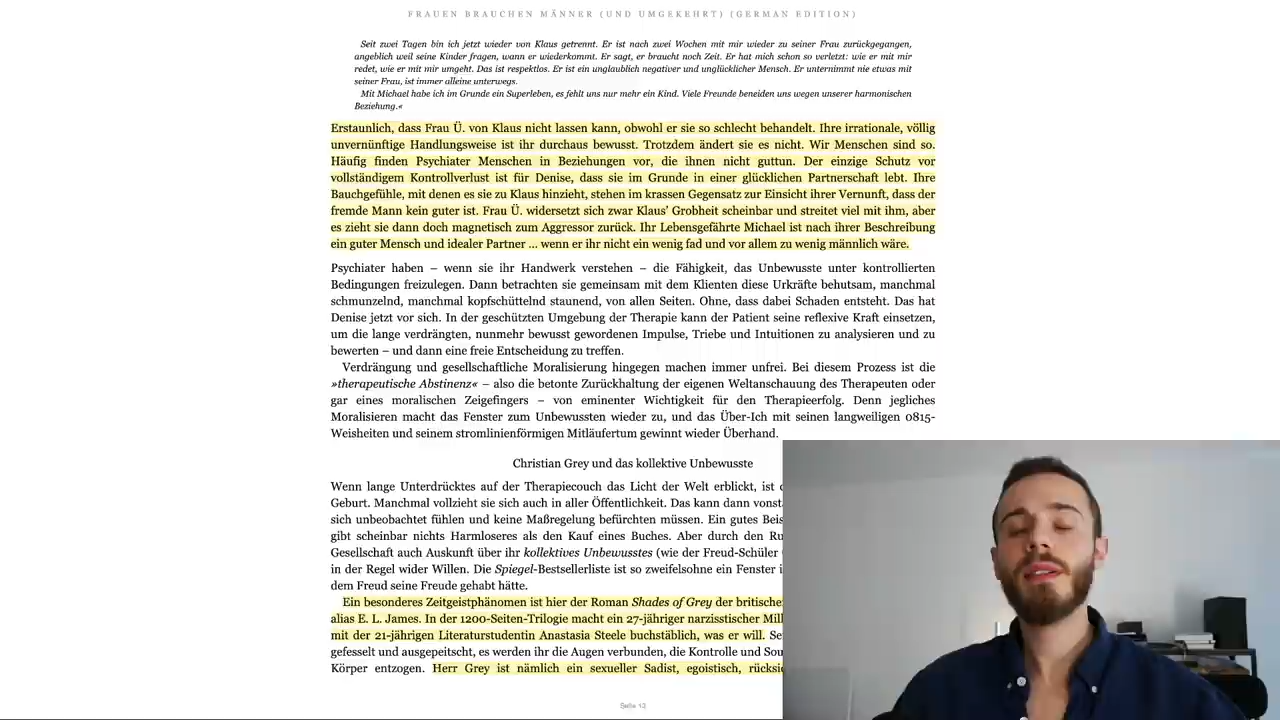 FRAUEN BRAUCHEN MÄNNER (UND UMGEKEHRT) (GERMAN EDITION)
Seit zwei Tagen bin ich jetzt wieder von Klaus getrennt. Er ist nach zwei Wochen mit mir wieder zu seiner Frau zurückgegangen,
angeblich weil seine Kinder fragen, wann er wiederkommt. Er sagt, er braucht noch Zeit. Er hat mich schon so verletzt: wie er mit mir
redet, wie er mit mir umgeht. Das ist respektlos. Er ist ein unglaublich negativer und unglücklicher Mensch. Er unternimmt nie etwas mit
seiner Frau, ist immer alleine unterwegs.
Mit Michael habe ich im Grunde ein Superleben, es fehlt uns nur mehr ein Kind. Viele Freunde beneiden uns wegen unserer harmonischen
Beziehung.«
Erstaunlich, dass Frau Ü. von Klaus nicht lassen kann, obwohl er sie so schlecht behandelt. Ihre irrationale, völlig
unvernünftige Handlungsweise ist ihr durchaus bewusst. Trotzdem ändert sie es nicht. Wir Menschen sind so.
Häufig finden Psychiater Menschen in Beziehungen vor, die ihnen nicht guttun. Der einzige Schutz vor
vollständigem Kontrollverlust ist für Denise, dass sie im Grunde in einer glücklichen Partnerschaft lebt. Ihre
Bauchgefühle, mit denen es sie zu Klaus hinzieht, stehen im krassen Gegensatz zur Einsicht ihrer Vernunft, dass der
fremde Mann kein guter ist. Frau Ü. widersetzt sich zwar Klaus' Grobheit scheinbar und streitet viel mit ihm, aber
es zieht sie dann doch magnetisch zum Aggressor zurück. Ihr Lebensgefährte Michael ist nach ihrer Beschreibung
ein guter Mensch und idealer Partner ... wenn er ihr nicht ein wenig fad und vor allem zu wenig männlich wäre.
Psychiater haben – wenn sie ihr Handwerk verstehen – die Fähigkeit, das Unbewusste unter kontrollierten
Bedingungen freizulegen. Dann betrachten sie gemeinsam mit dem Klienten diese Urkräfte behutsam, manchmal
schmunzelnd, manchmal kopfschüttelnd staunend, von allen Seiten. Ohne, dass dabei Schaden entsteht. Das hat
Denise jetzt vor sich. In der geschützten Umgebung der Therapie kann der Patient seine reflexive Kraft einsetzen,
um die lange verdrängten, nunmehr bewusst gewordenen Impulse, Triebe und Intuitionen zu analysieren und zu
bewerten – und dann eine freie Entscheidung zu treffen.
Verdrängung und gesellschaftliche Moralisierung hingegen machen immer unfrei. Bei diesem Prozess ist die
»therapeutische Abstinenz« – also die betonte Zurückhaltung der eigenen Weltanschauung des Therapeuten oder
gar eines moralischen Zeigefingers – von eminenter Wichtigkeit für den Therapieerfolg. Denn jegliches
Moralisieren macht das Fenster zum Unbewussten wieder zu, und das Über-Ich mit seinen langweiligen 0815-
Weisheiten und seinem stromlinienförmigen Mitläufertum gewinnt wieder Überhand.
Christian Grey und das kollektive Unbewusste
Wenn lange Unterdrücktes auf der Therapiecouch das Licht der Welt erblickt, ist
Geburt. Manchmal vollzieht sie sich auch in aller Öffentlichkeit. Das kann dann
sich unbeobachtet fühlen und keine Maßregelung befürchten müssen. Ein gutes
gibt scheinbar nichts Harmloseres als den Kauf eines Buches. Aber durch den
Gesellschaft auch Auskunft über ihr kollektives Unbewusstes (wie der Freud-Schüler
in der Regel wider Willen. Die Spiegel-Bestsellerliste ist so zweifelsohne ein Fenster
dem Freud seine Freude gehabt hätte.
Ein besonderes Zeitgeistphänomen ist hier der Roman Shades of Grey der
alias E. L. James. In der 1200-Seiten-Trilogie macht ein 27-jähriger narzisstischer
mit der 21-jährigen Literaturstudentin Anastasia Steele buchstäblich, was er will.
gefesselt und ausgepeitscht, es werden ihr die Augen verbunden, die Kontrolle und
Körper entzogen. Herr Grey ist nämlich ein sexueller Sadist, egoistisch,
Seite 12